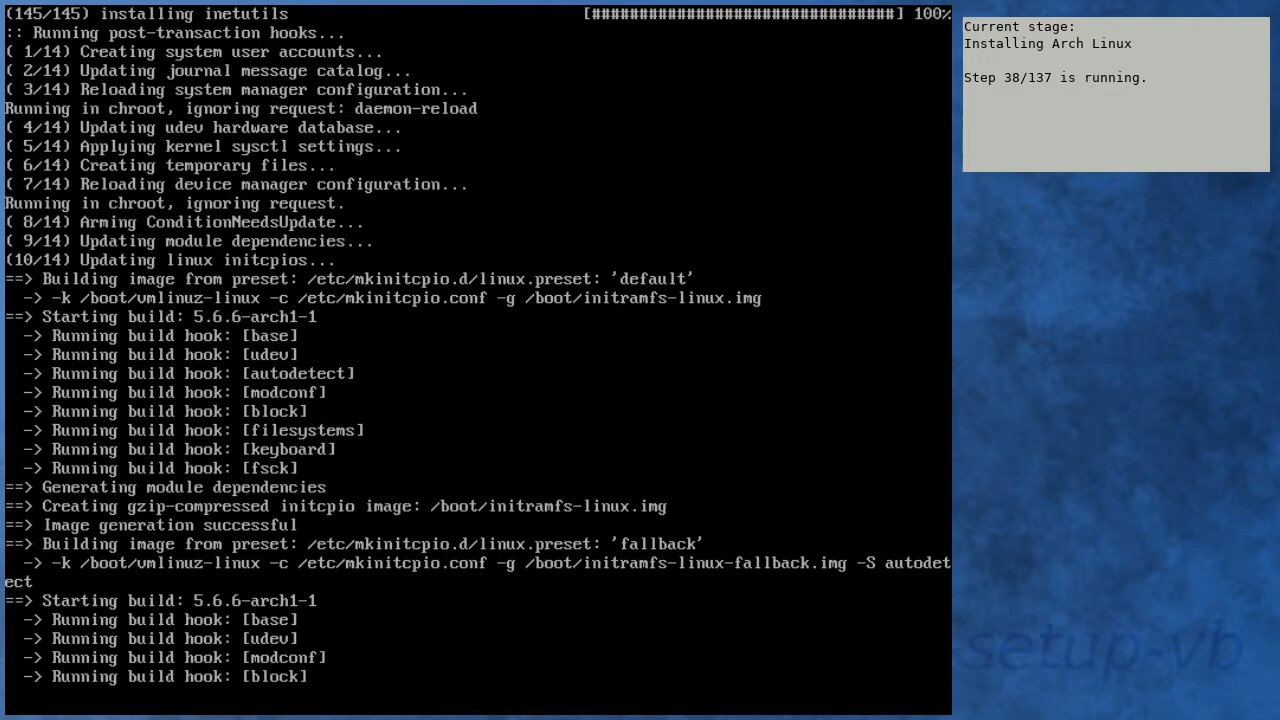 (145/145) installing inetutils [################################] 100%
:: Running post-transaction hooks...
( 1/14) Creating system user accounts...
( 2/14) Updating journal message catalog...
( 3/14) Reloading system manager configuration...
Running in chroot, ignoring request: daemon-reload
( 4/14) Updating udev hardware database...
( 5/14) Applying kernel sysctl settings...
( 6/14) Creating temporary files...
( 7/14) Reloading device manager configuration...
Running in chroot, ignoring request.
( 8/14) Arming ConditionNeedsUpdate...
( 9/14) Updating module dependencies...
(10/14) Updating linux initcpios...
==> Building image from preset: /etc/mkinitcpio.d/linux.preset: 'default'
  -> -k /boot/vmlinuz-linux -c /etc/mkinitcpio.conf -g /boot/initramfs-linux.img
==> Starting build: 5.6.6-arch1-1
  -> Running build hook: [base]
  -> Running build hook: [udev]
  -> Running build hook: [autodetect]
  -> Running build hook: [modconf]
  -> Running build hook: [block]
  -> Running build hook: [filesystems]
  -> Running build hook: [keyboard]
  -> Running build hook: [fsck]
==> Generating module dependencies
==> Creating gzip-compressed initcpio image: /boot/initramfs-linux.img
==> Image generation successful
==> Building image from preset: /etc/mkinitcpio.d/linux.preset: 'fallback'
  -> -k /boot/vmlinuz-linux -c /etc/mkinitcpio.conf -g /boot/initramfs-linux-fallback.img -S autodet
ect
==> Starting build: 5.6.6-arch1-1
  -> Running build hook: [base]
  -> Running build hook: [udev]
  -> Running build hook: [modconf]
  -> Running build hook: [block]
Current stage:
Installing Arch Linux
Step 38/137 is running.
-setup-vb